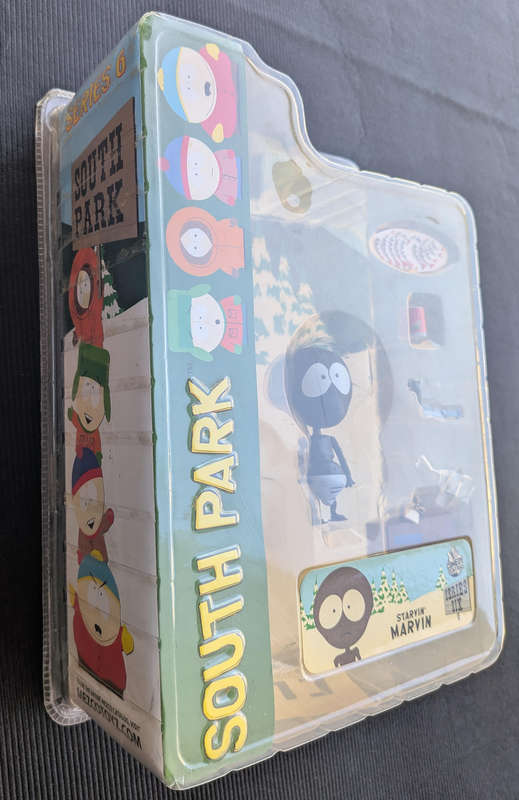 SERIES 6
SOUTH
PARK
SOUTH PARK
STARVIN'
MARVIN
SERIES
SIX
MEZCOTOYZ.COM